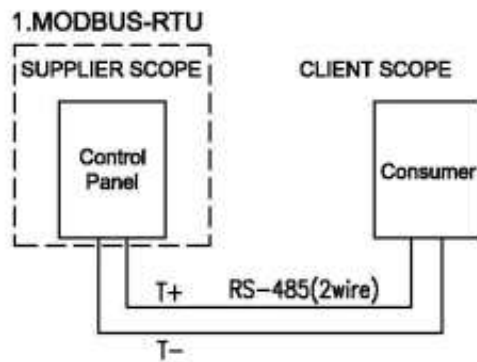 1.MODBUS-RTU
SUPPLIER SCOPE
CLIENT SCOPE
Control
Panel
Consumer
T+
RS-485(2wire)
T-